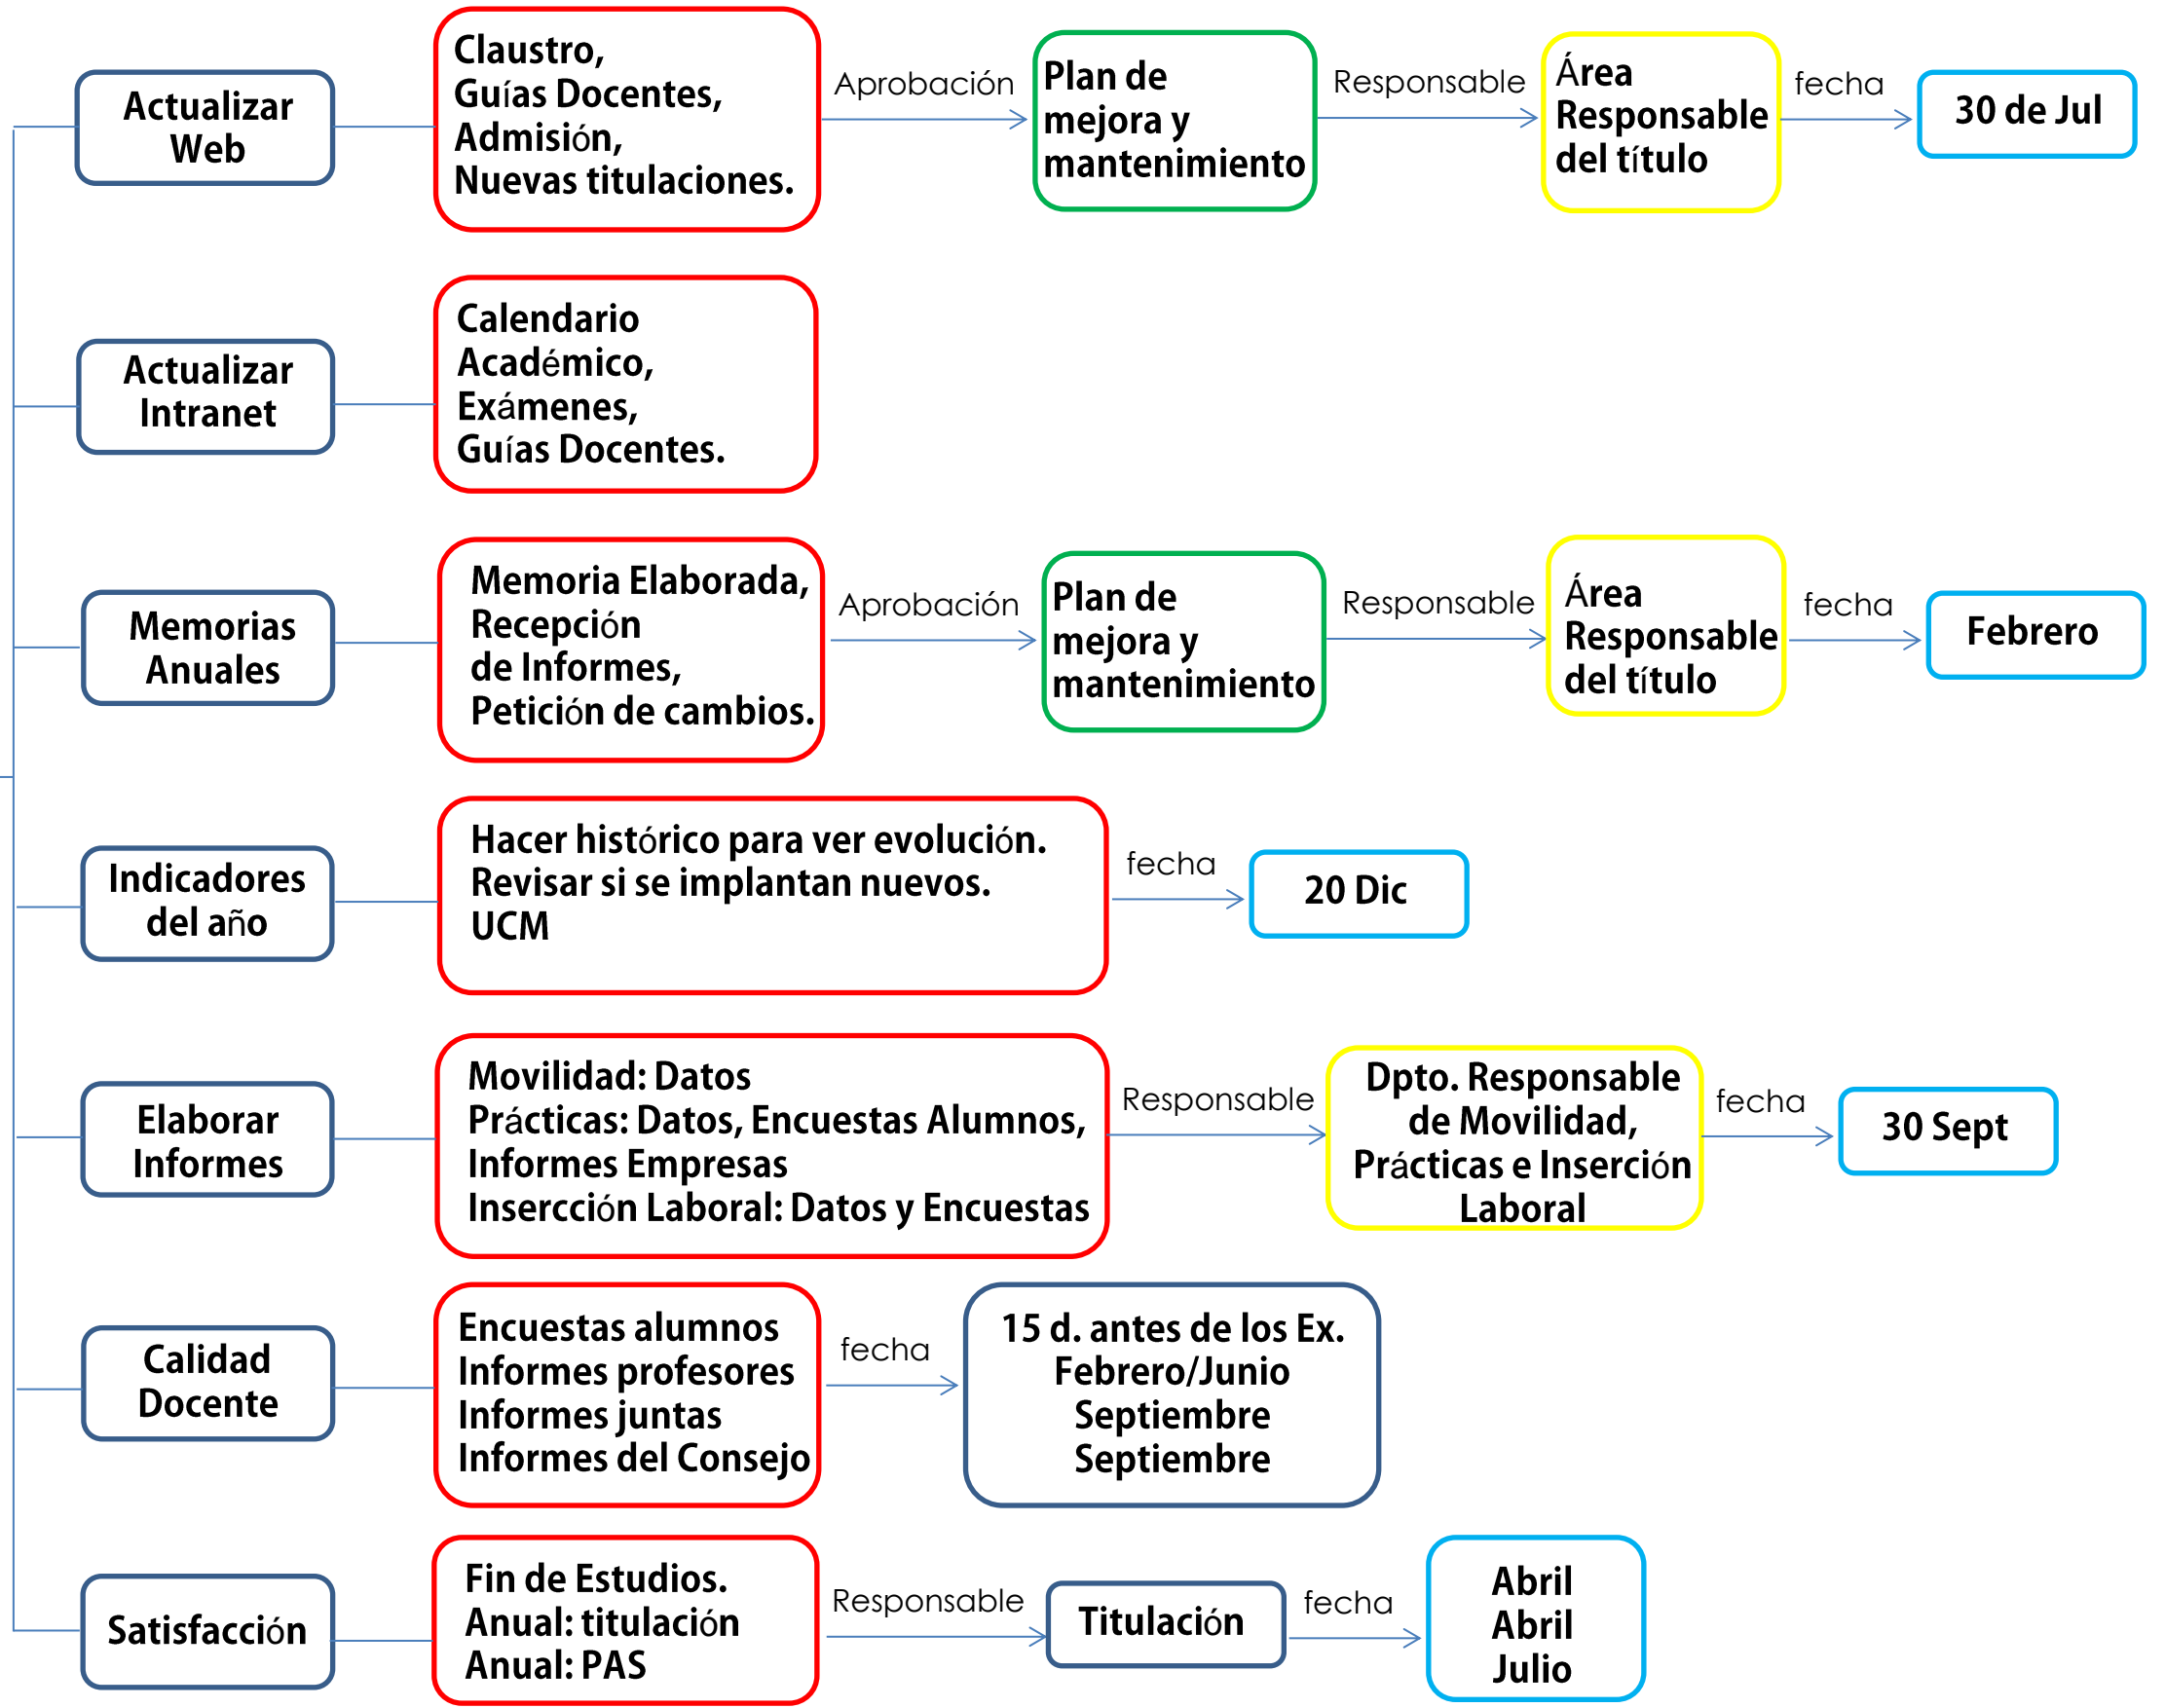 Actualizar
Web
Claustro,
Guías Docentes,
Admisión,
Nuevas titulaciones.
Aprobación
Plan de
mejora y
mantenimiento
Responsable
Área
Responsable
del título
fecha
30 de Jul
Actualizar
Intranet
Calendario
Académico,
Exámenes,
Guías Docentes.
Memorias
Anuales
Memoria Elaborada,
Recepción
de Informes,
Petición de cambios.
Aprobación
Plan de
mejora y
mantenimiento
Responsable
Área
Responsable
del título
fecha
Febrero
Indicadores
del año
Hacer histórico para ver evolución.
Revisar si se implantan nuevos.
UCM
fecha
20 Dic
Elaborar
Informes
Movilidad: Datos
Prácticas: Datos, Encuestas Alumnos,
Informes Empresas
Insercción Laboral: Datos y Encuestas
Responsable
Dpto. Responsable
de Movilidad,
Prácticas e Inserción
Laboral
fecha
30 Sept
Calidad
Docente
Encuestas alumnos
Informes profesores
Informes juntas
Informes del Consejo
fecha
15 d. antes de los Ex.
Febrero/Junio
Septiembre
Septiembre
Satisfacción
Fin de Estudios.
Anual: titulación
Anual: PAS
Responsable
Titulación
fecha
Abril
Abril
Julio